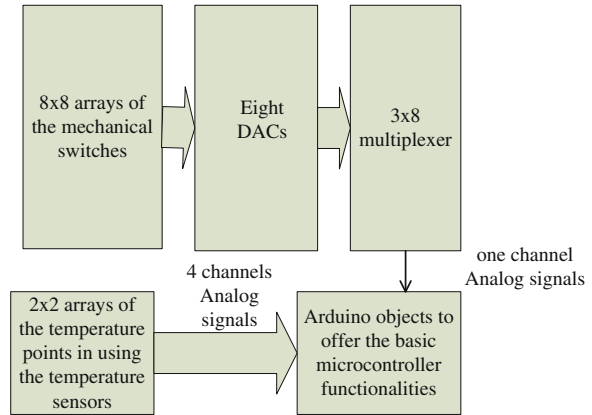 8x8 arrays of
the mechanical
switches
Eight
DACs
3x8
multiplexer
one channel
Analog signals
4 channels
Analog
signals
2x2 arrays of
the temperature
points in using
the temperature
sensors
Arduino objects to
offer the basic
microcontroller
functionalities